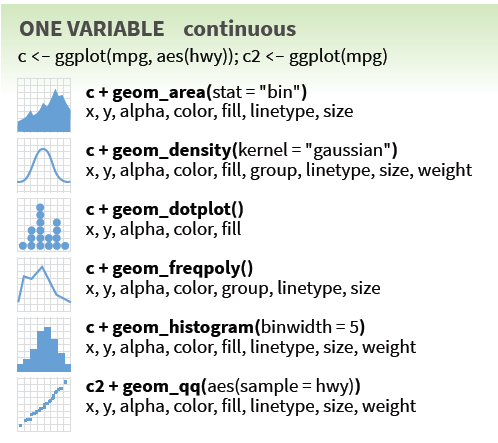 ONE VARIABLE continuous
c <- ggplot(mpg, aes(hwy)); c2 <- ggplot(mpg)
c + geom_area(stat = "bin")
x, y, alpha, color, fill, linetype, size
c + geom_density(kernel = "gaussian")
x, y, alpha, color, fill, group, linetype, size, weight
c + geom_dotplot()
x, y, alpha, color, fill
c + geom_freqpoly()
x, y, alpha, color, group, linetype, size
c + geom_histogram(binwidth = 5)
x, y, alpha, color, fill, linetype, size, weight
c2 + geom_qq(aes(sample = hwy))
x, y, alpha, color, fill, linetype, size, weight